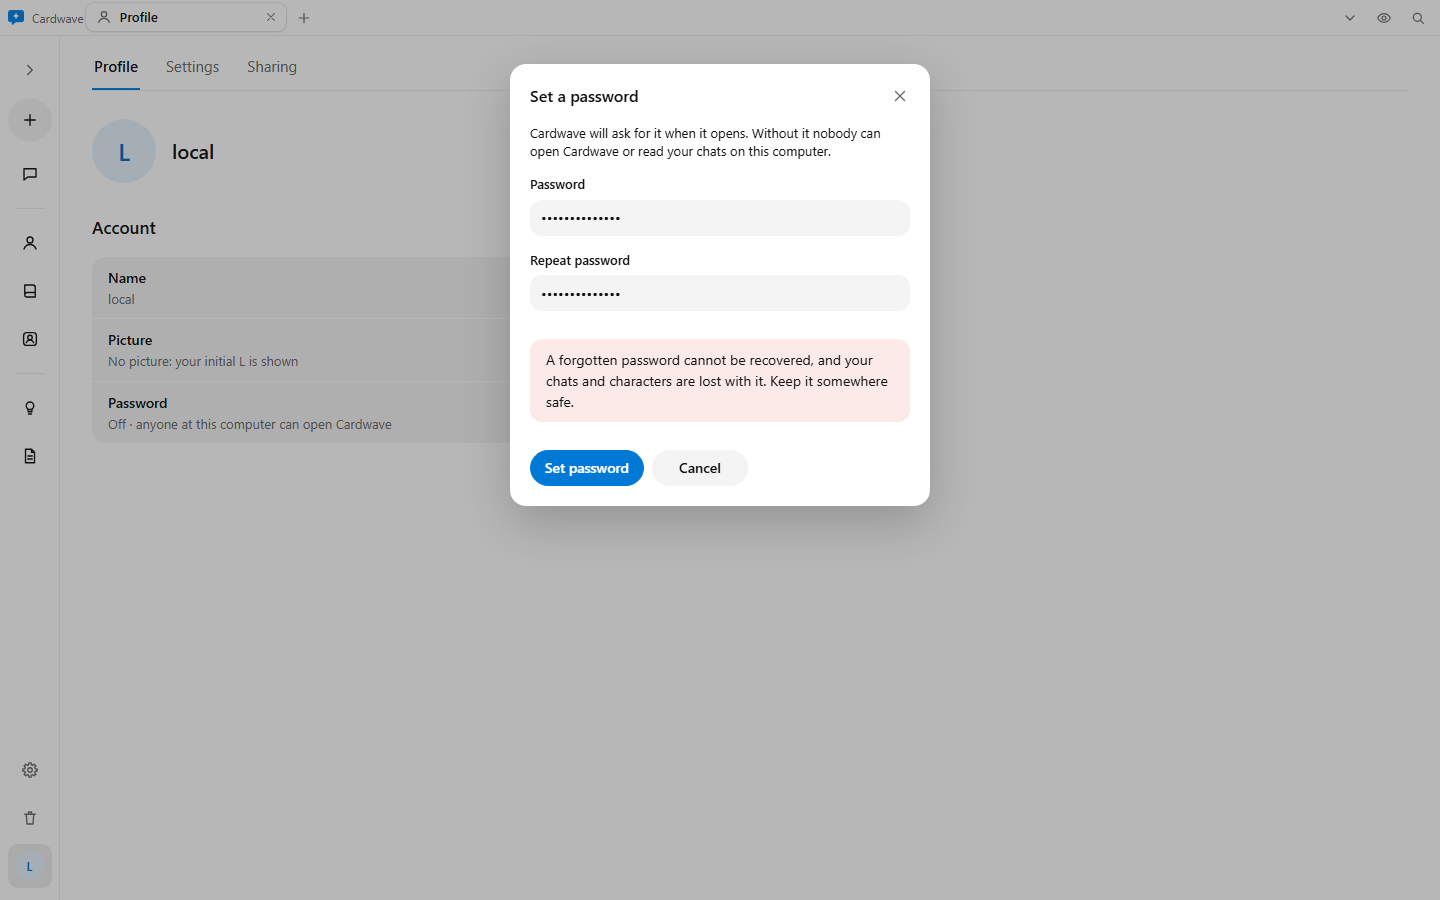 Cardwave
Profile
Profile
Settings
Sharing
L
local
Account
Name
local
Picture
No picture: your initial L is shown
Password
Off · anyone at this computer can open Cardwave
Set a password
Cardwave will ask for it when it opens. Without it nobody can
open Cardwave or read your chats on this computer.
Password
••••••••••••••
Repeat password
••••••••••••••
A forgotten password cannot be recovered, and your
chats and characters are lost with it. Keep it somewhere
safe.
Set password
Cancel
L